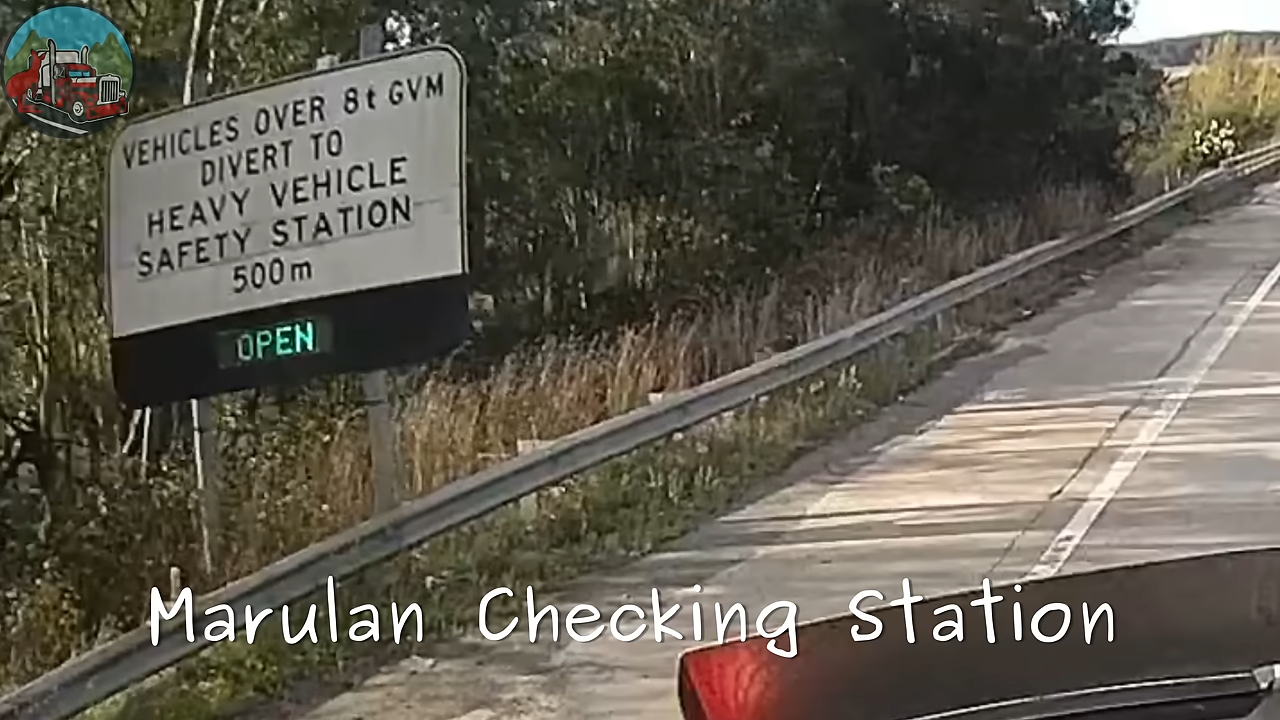 VEHICLES OVER 8t GVM
DIVERT TO
HEAVY VEHICLE
SAFETY STATION
500m
OPEN
Marulan Checking Station